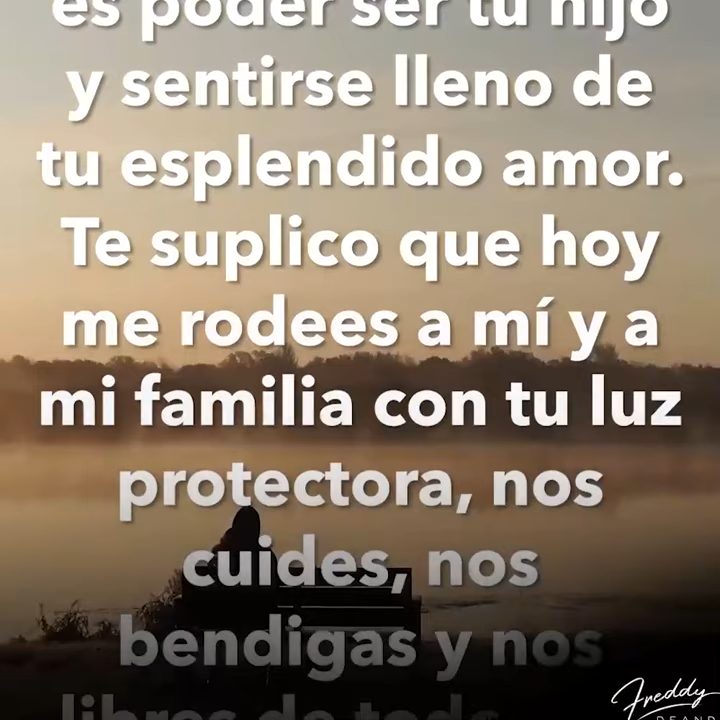 es poder ser tu hijo
y sentirse lleno de
tu esplendido amor.
Te suplico que hoy
me rodees a mí y a
mi familia con tu luz
protectora, nos
cuides, nos
bendigas y nos
libres de
Freddy